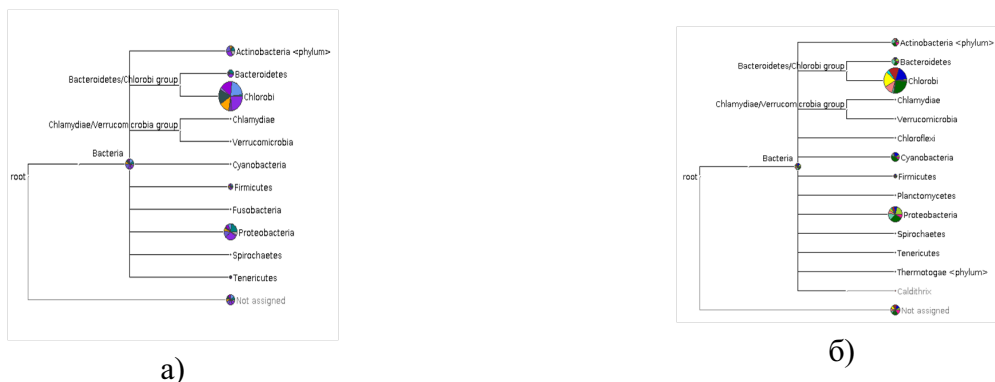 Actinobacteria <phylum>
Bacteroidetes
Bacteroidetes/Chlorobi group
Chlorobi
Chlamydiae
Chlamydiae/Verrucomicrobia group
Verrucomicrobia
Bacteria
Cyanobacteria
root
Firmicutes
Fusobacteria
Proteobacteria
Spirochaetes
Tenericutes
Not assigned
а)
Actinobacteria <phylum>
Bacteroidetes
Bacteroidetes/Chlorobi group
Chlorobi
Chlamydiae
Chlamydiae/Verrucomicrobia group
Verrucomicrobia
Chloroflexi
Bacteria
Cyanobacteria
root
Firmicutes
Planctomycetes
Proteobacteria
Spirochaetes
Tenericutes
Thermotogae <phylum>
Caldithrix
Not assigned
б)